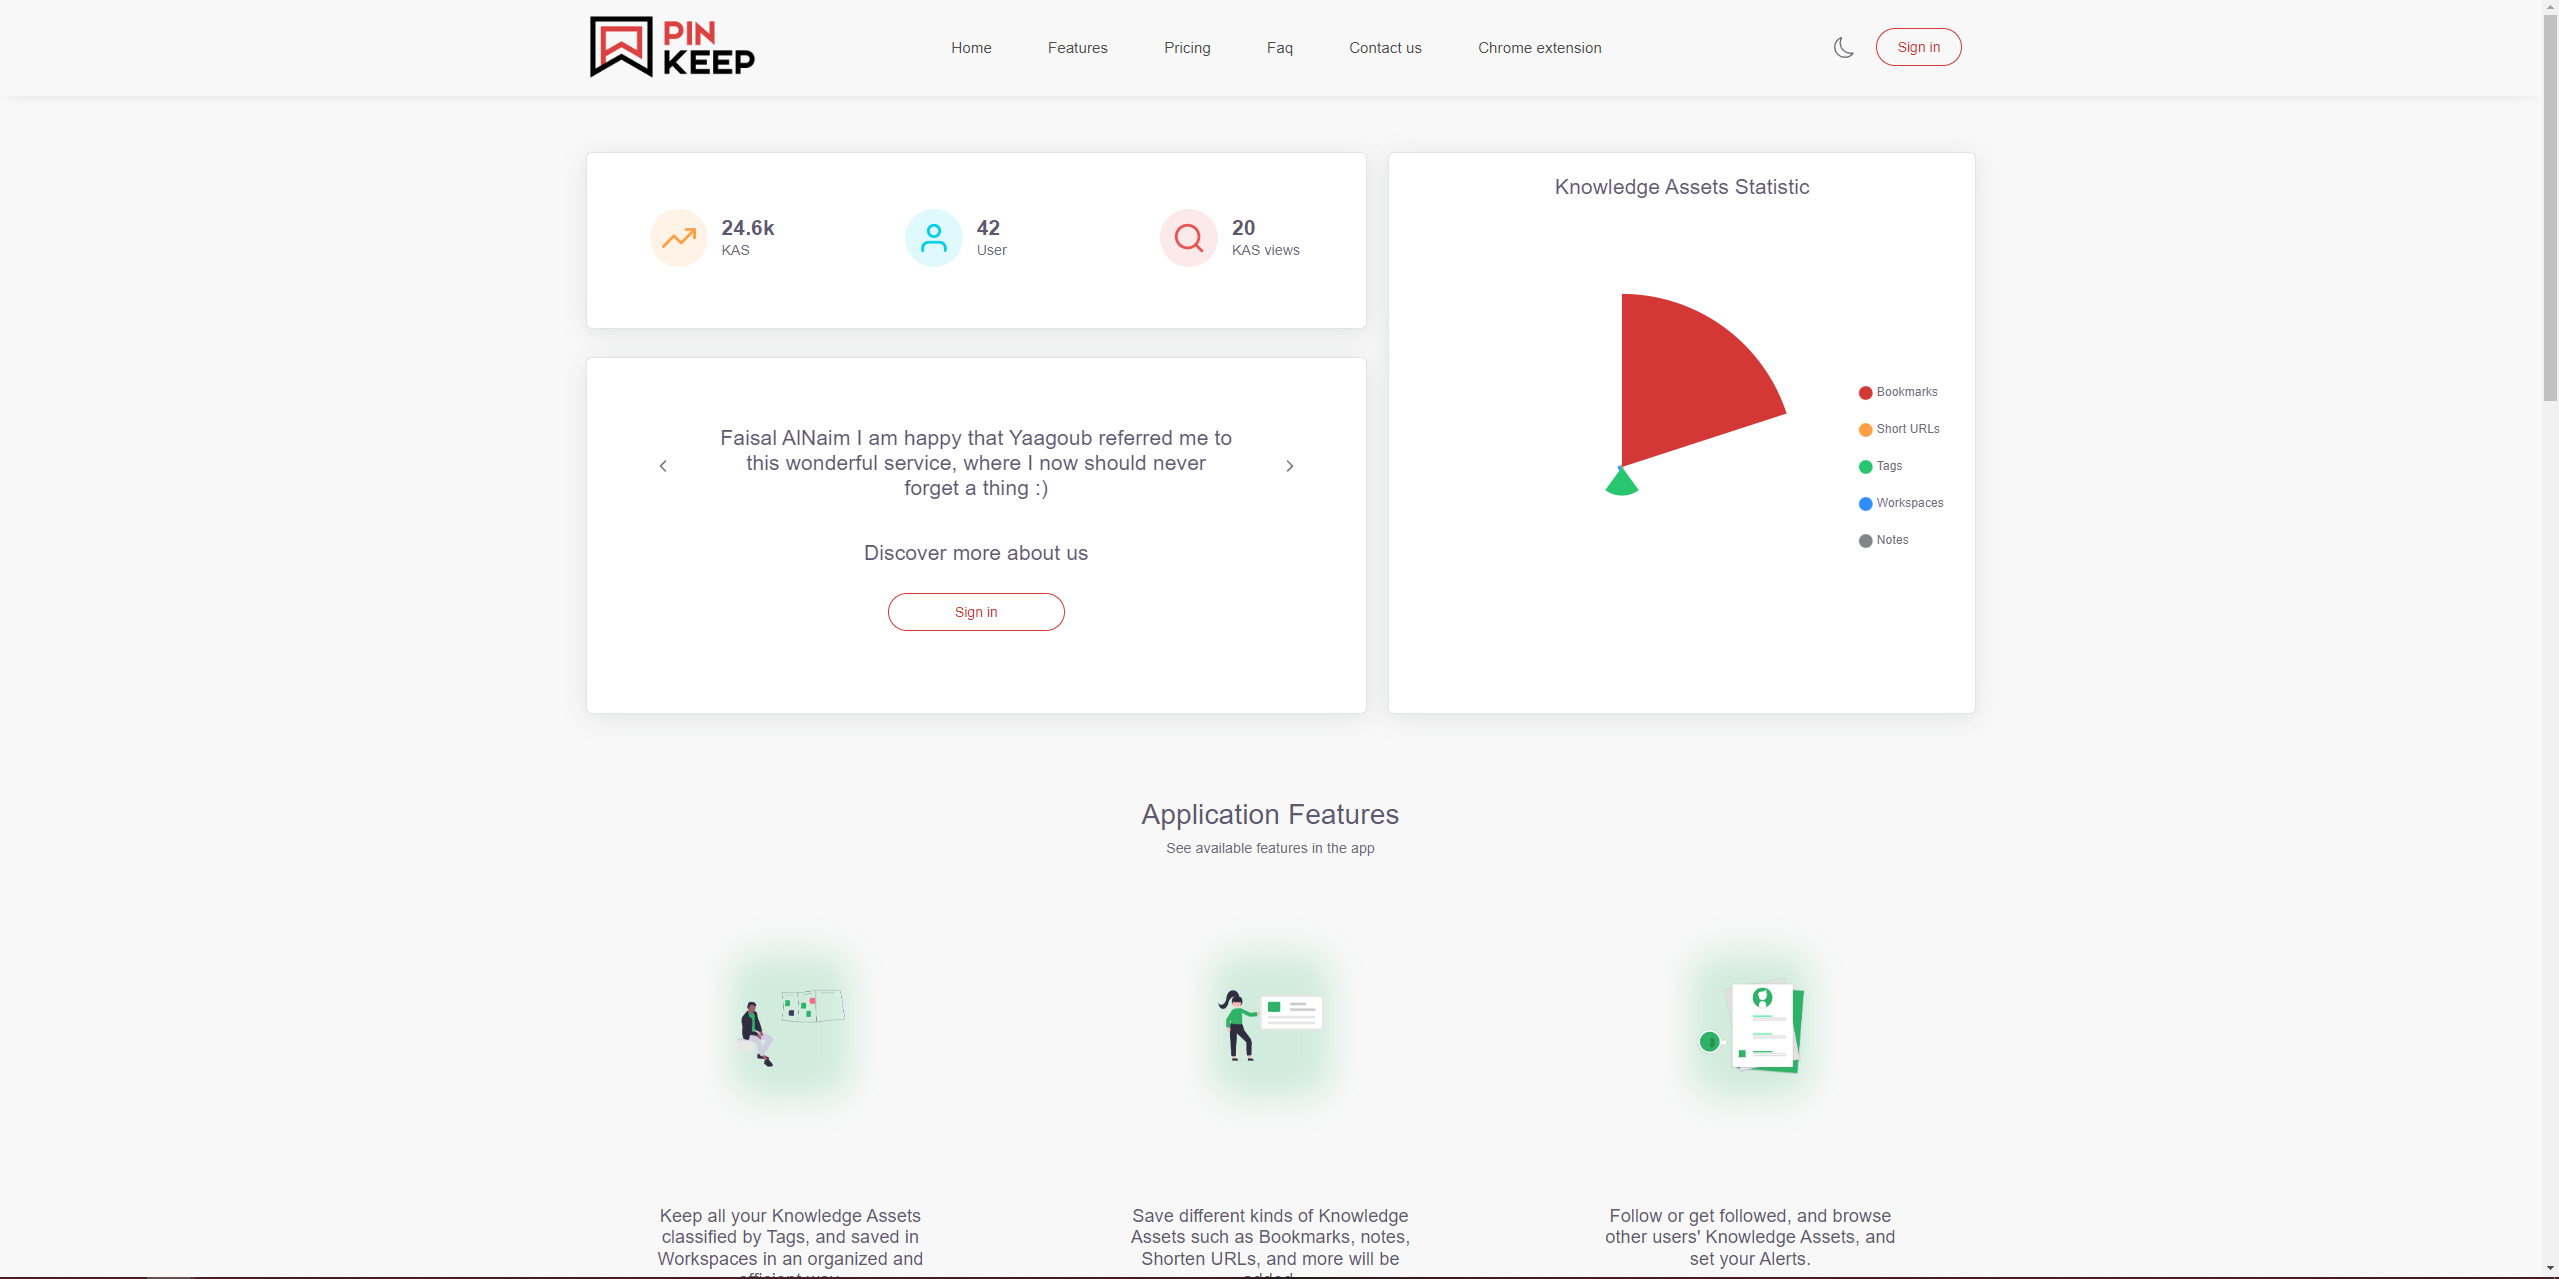 PIN
KEEP
Home
Features
Pricing
Faq
Contact us
Chrome extension
Sign in
24.6k
KAS
42
User
20
KAS views
Faisal AlNaim I am happy that Yaagoub referred me to
this wonderful service, where I now should never
forget a thing :)
Discover more about us
Sign in
Knowledge Assets Statistic
Bookmarks
Short URLs
Tags
Workspaces
Notes
Application Features
See available features in the app
Keep all your Knowledge Assets
classified by Tags, and saved in
Workspaces in an organized and
efficient way
Save different kinds of Knowledge
Assets such as Bookmarks, notes,
Shorten URLs, and more will be
added
Follow or get followed, and browse
other users' Knowledge Assets, and
set your Alerts.